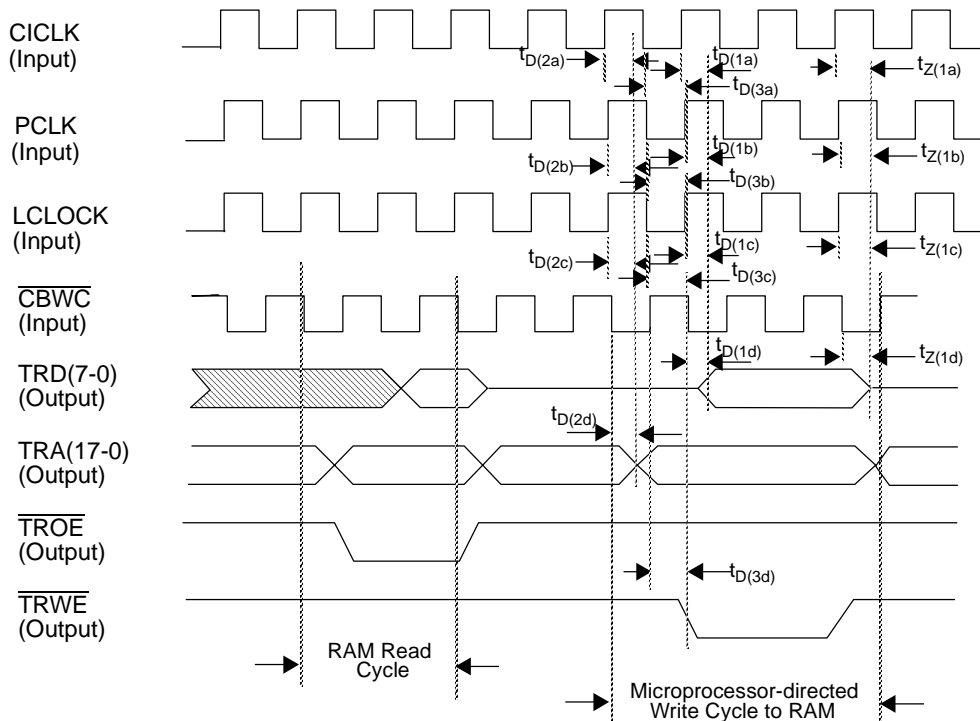 CICLK
(Input)
tD(2a)
tD(1a)
tZ(1a)
tD(3a)
PCLK
(Input)
tD(2b)
tD(1b)
tZ(1b)
tD(3b)
LCLOCK
(Input)
tD(2c)
tD(1c)
tZ(1c)
tD(3c)
CBWC
(Input)
tD(1d)
tZ(1d)
TRD(7-0)
(Output)
tD(2d)
TRA(17-0)
(Output)
TROE
(Output)
tD(3d)
TRWE
(Output)
RAM Read
Cycle
Microprocessor-directed
Write Cycle to RAM